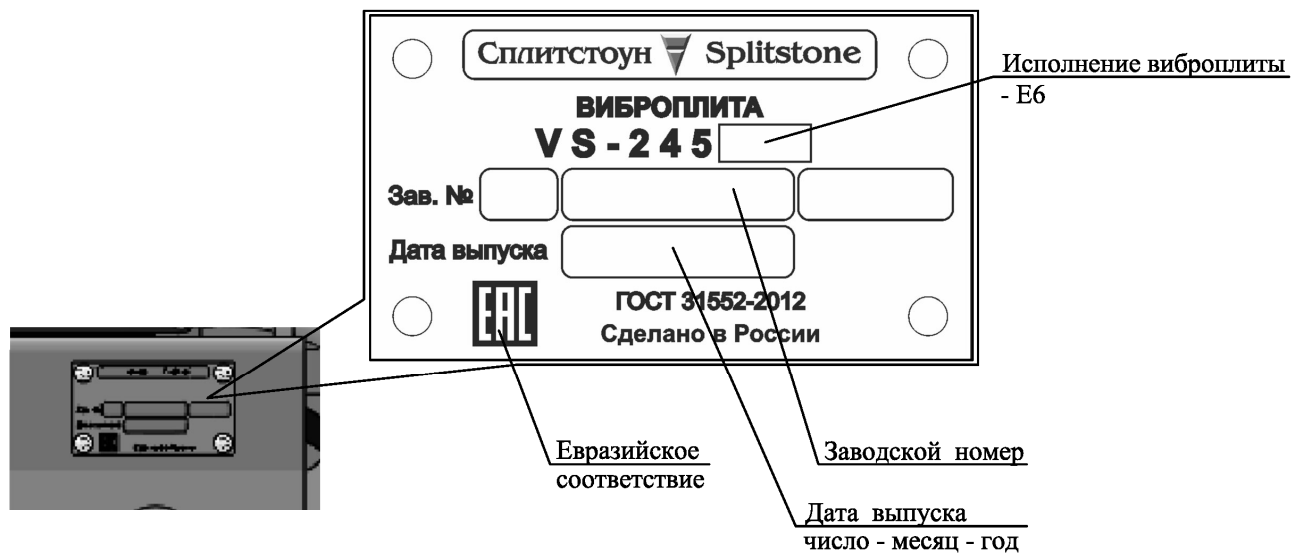 Сплитстоун Splitstone
ВИБРОПЛИТА
VS-245
Зав. №
Дата выпуска
EAC
ГОСТ 31552-2012
Сделано в России
Исполнение виброплиты
- Е6
Евразийское
соответствие
Заводской номер
Дата выпуска
число - месяц - год